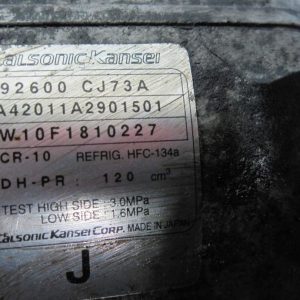 CalsonicKansei
92600 CJ73A
A42011A2901501
W 10F1810227
CR-10 REFRIG. HFC-134a
DH-PR : 120 cm³
TEST HIGH SIDE : 3.0MPa
LOW SIDE : 1.6MPa
CalsonicKansei CORP. MADE IN JAPAN
J